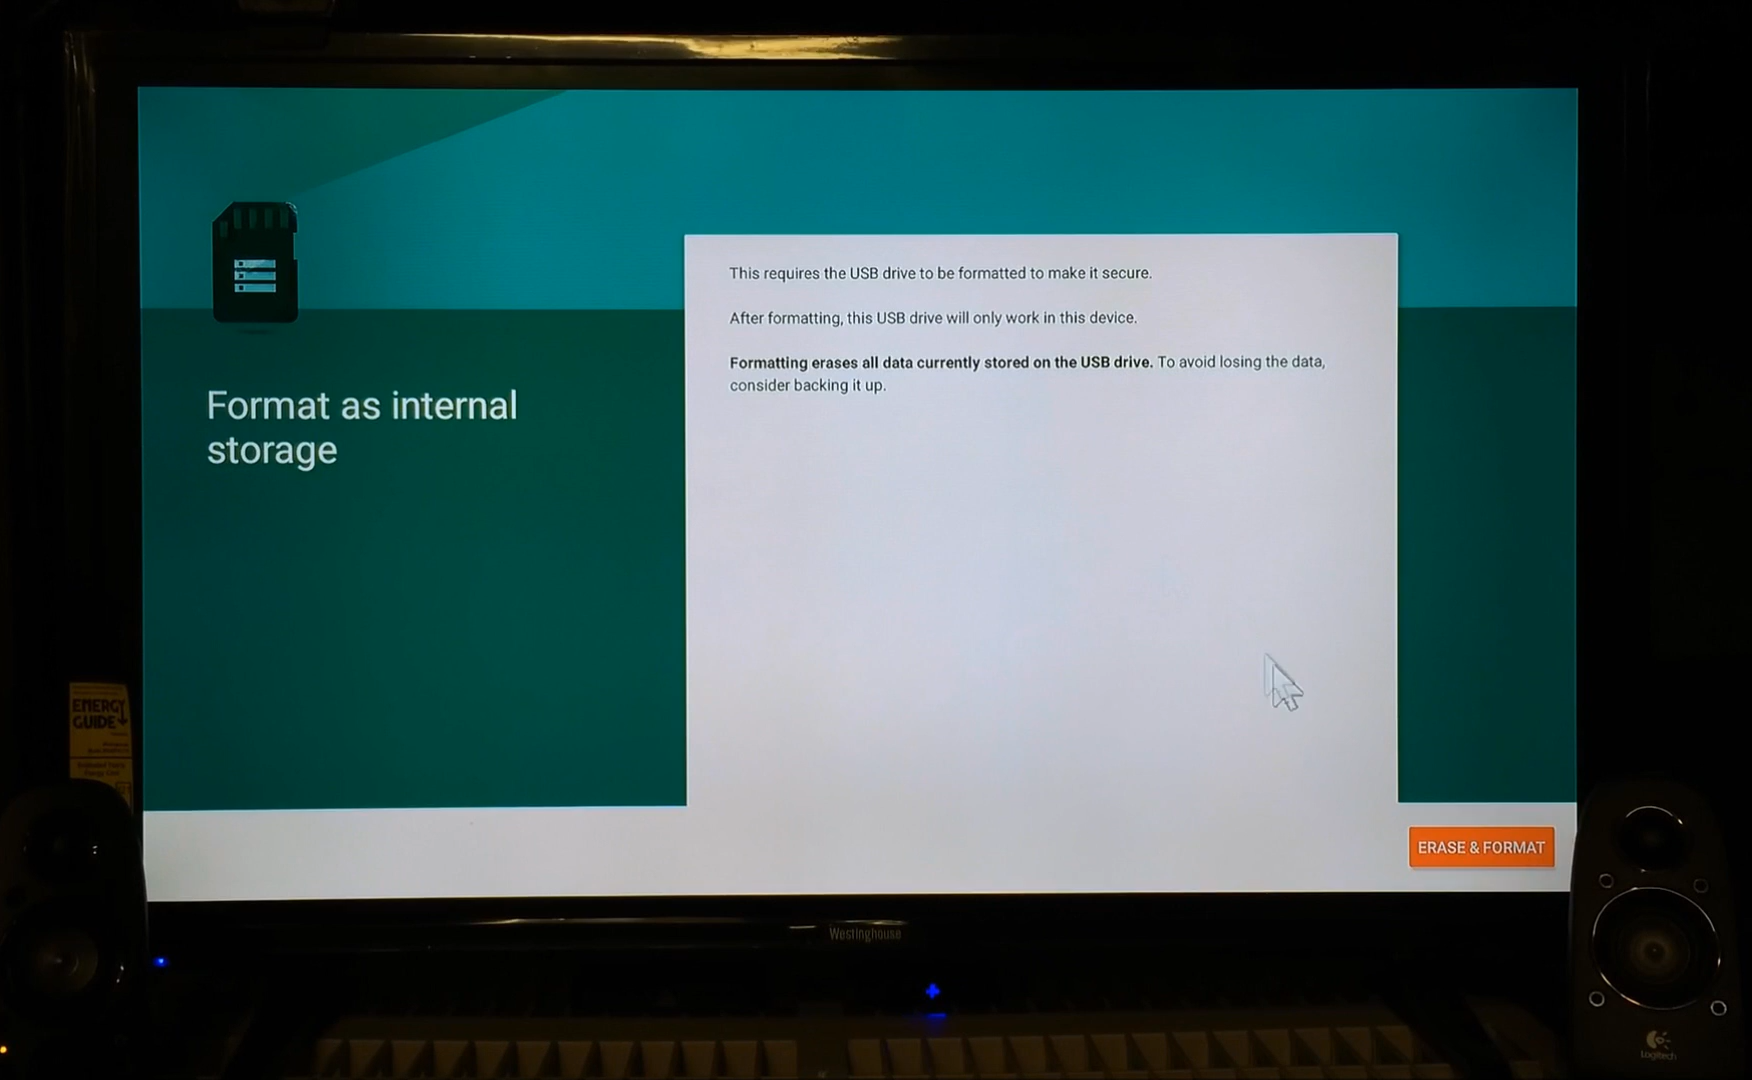 This requires the USB drive to be formatted to make it secure.
After formatting, this USB drive will only work in this device.
Formatting erases all data currently stored on the USB drive. To avoid losing the data,
consider backing it up.
Format as internal
storage
ERASE & FORMAT
ENERGY
GUIDE
Westinghouse
Logitech